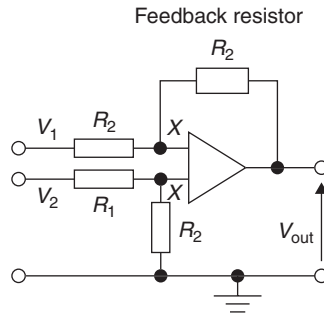 Feedback resistor
R2
V1 R2 X
V2 R1 X
R2
Vout